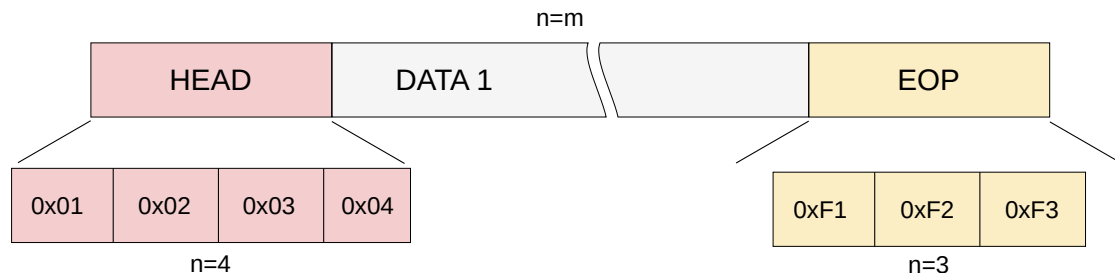 n=m
HEAD DATA 1 EOP
0x01 0x02 0x03 0x04 0xF1 0xF2 0xF3
n=4 n=3